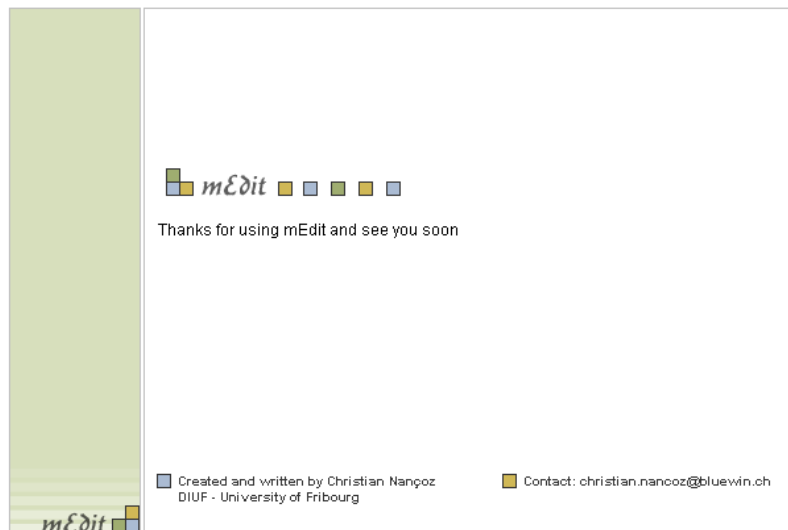 mEdit
Thanks for using mEdit and see you soon
Created and written by Christian Nançoz
DIUF - University of Fribourg
Contact: christian.nancoz@bluewin.ch
mEdit